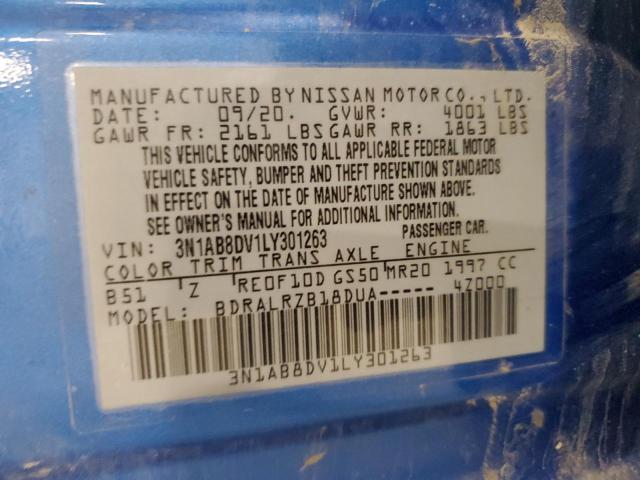 MANUFACTURED BY NISSAN MOTOR CO., LTD.
DATE: 09/20. GVWR: 4001 LBS
GAWR FR: 2161 LBS GAWR RR: 1863 LBS
THIS VEHICLE CONFORMS TO ALL APPLICABLE FEDERAL MOTOR
VEHICLE SAFETY, BUMPER AND THEFT PREVENTION STANDARDS
IN EFFECT ON THE DATE OF MANUFACTURE SHOWN ABOVE.
SEE OWNER'S MANUAL FOR ADDITIONAL INFORMATION.
VIN: 3N1AB8DV1LY301263 PASSENGER CAR.
COLOR TRIM TRANS AXLE ENGINE
B51 Z RE0F10D GS50 MR20 1997 CC
MODEL: BDRALRZB18DUA----- 4Z000
3N1AB8DV1LY301263